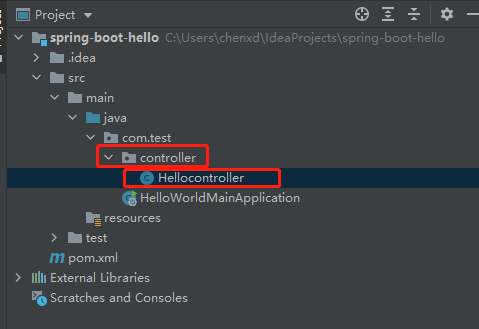 Project
spring-boot-hello C:\Users\chenxd\IdeaProjects\spring-boot-hello
.idea
src
main
java
com.test
controller
Hellocontroller
HelloWorldMainApplication
resources
test
pom.xml
External Libraries
Scratches and Consoles